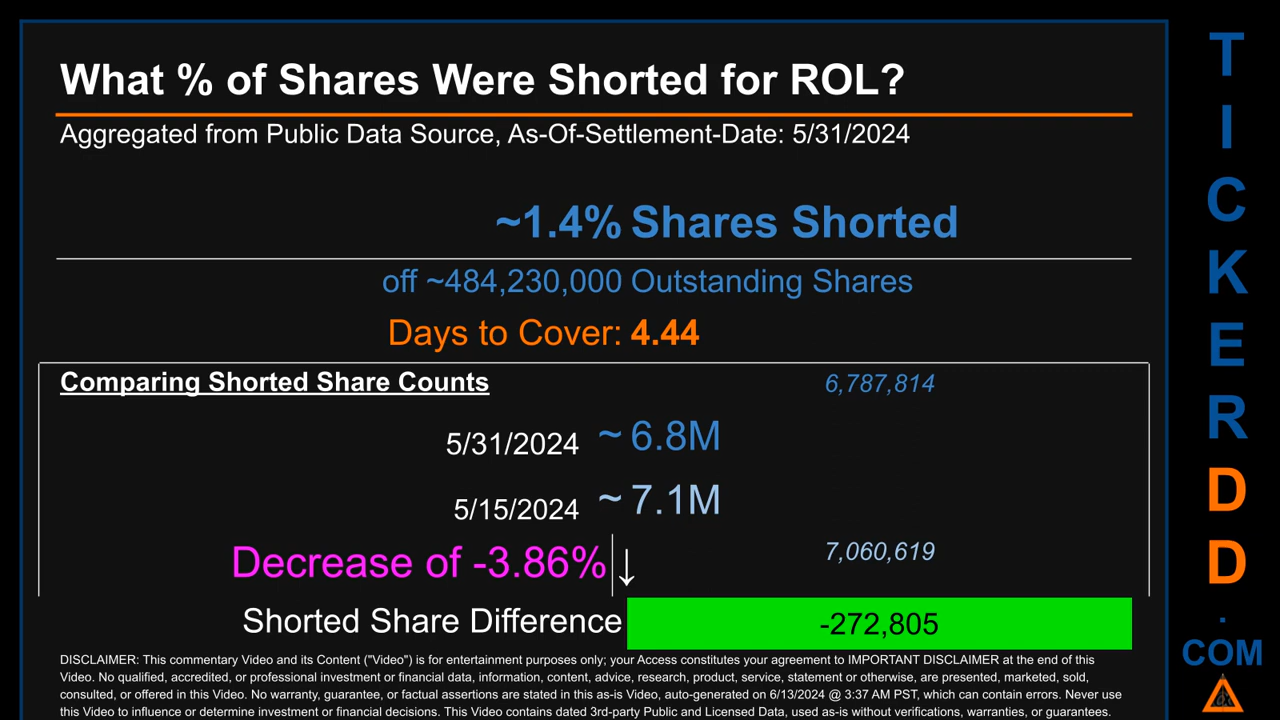 What % of Shares Were Shorted for ROL?
Aggregated from Public Data Source, As-Of-Settlement-Date: 5/31/2024
~1.4% Shares Shorted
off ~484,230,000 Outstanding Shares
Days to Cover: 4.44
Comparing Shorted Share Counts 6,787,814
5/31/2024 ~ 6.8M
5/15/2024 ~ 7.1M
Decrease of -3.86% ↓ 7,060,619
Shorted Share Difference -272,805
DISCLAIMER: This commentary Video and its Content ("Video") is for entertainment purposes only; your Access constitutes your agreement to IMPORTANT DISCLAIMER at the end of this
Video. No qualified, accredited, or professional investment or financial data, information, content, advice, research, product, service, statement or otherwise, are presented, marketed, sold,
consulted, or offered in this Video. No warranty, guarantee, or factual assertions are stated in this as-is Video, auto-generated on 6/13/2024 @ 3:37 AM PST, which can contain errors. Never use
this Video to influence or determine investment or financial decisions. This Video contains dated 3rd-party Public and Licensed Data, used as-is without verifications, warranties, or guarantees.
T
I
C
K
E
R
D
D
.
COM